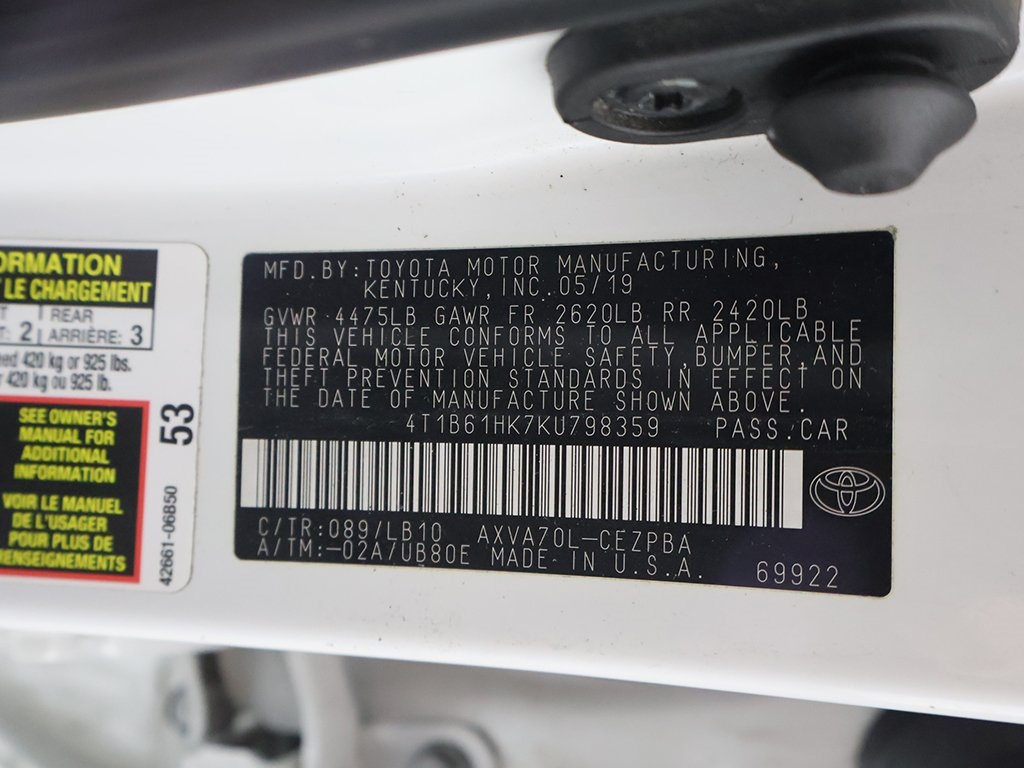 ORMATION
LE CHARGEMENT
2
REAR
ARRIÈRE: 3
420 kg or 925 lbs.
420 kg ou 925 lb.
SEE OWNER'S
MANUAL FOR
ADDITIONAL
INFORMATION
VOIR LE MANUEL
DE L'USAGER
POUR PLUS DE
RENSEIGNEMENTS
53
42661-06850
MFD.BY:TOYOTA MOTOR MANUFACTURING,
KENTUCKY,INC.05/19
GVWR 4475LB GAWR FR 2620LB RR 2420LB
THIS VEHICLE CONFORMS TO ALL APPLICABLE
FEDERAL MOTOR VEHICLE SAFETY,BUMPER,AND
THEFT PREVENTION STANDARDS IN EFFECT ON
THE DATE OF MANUFACTURE SHOWN ABOVE.
4T1B61HK7KU798359 PASS.CAR
C/TR:089/LB10 AXVA70L-CEZPBA
A/TM:-02A/UB80E MADE IN U.S.A.
69922